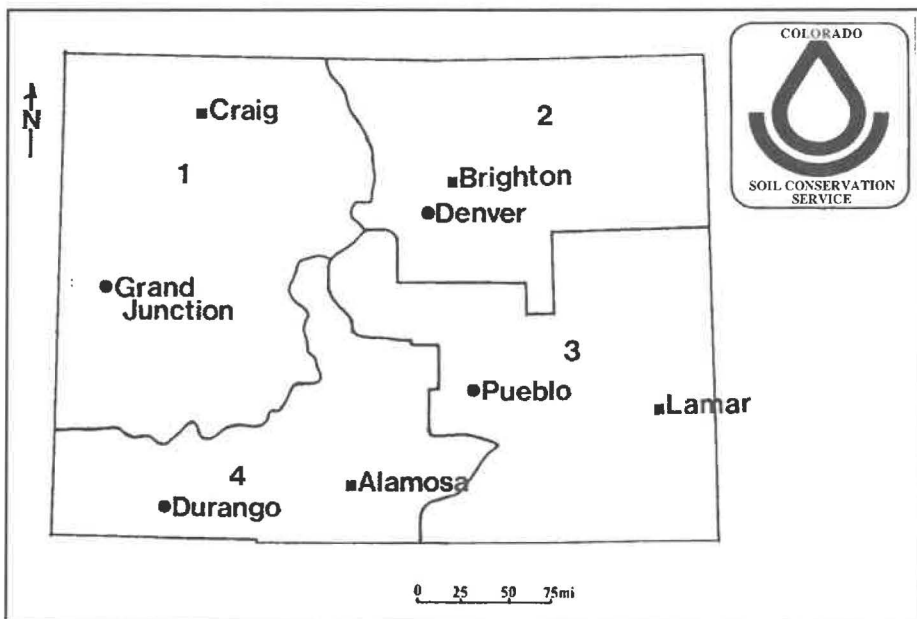 COLORADO
SOIL CONSERVATION
SERVICE
N
Craig
2
1
Brighton
Denver
Grand
Junction
3
Pueblo
Lamar
4
Alamosa
Durango
0 25 50 75mi